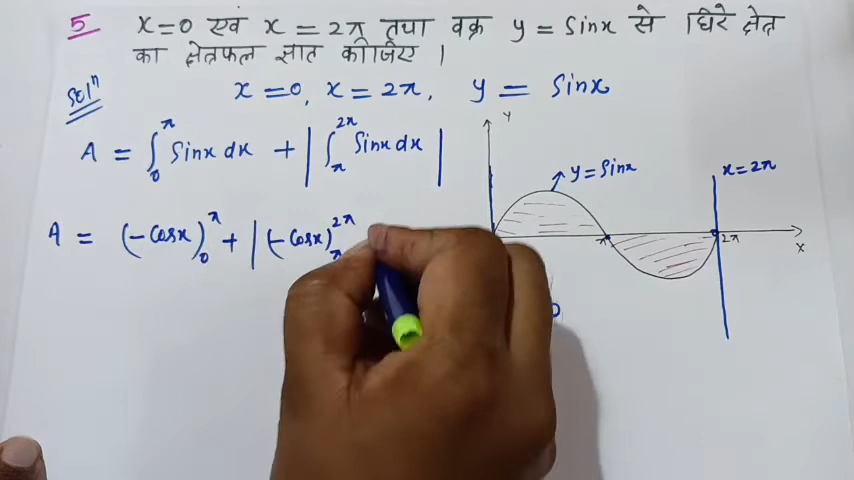 5 x=0 एवं x = 2π तथा वक्र y = Sinx से घिरे क्षेत्र
का क्षेत्रफल ज्ञात कीजिए ।
Solⁿ x=0, x = 2π, y = Sinx
A = ∫₀^π Sinx dx + | ∫_π^2π Sinx dx |
y
y = Sinx
x = 2π
A = (-Cosx)₀^π + | (-Cosx)_π^2π
π
2π
x